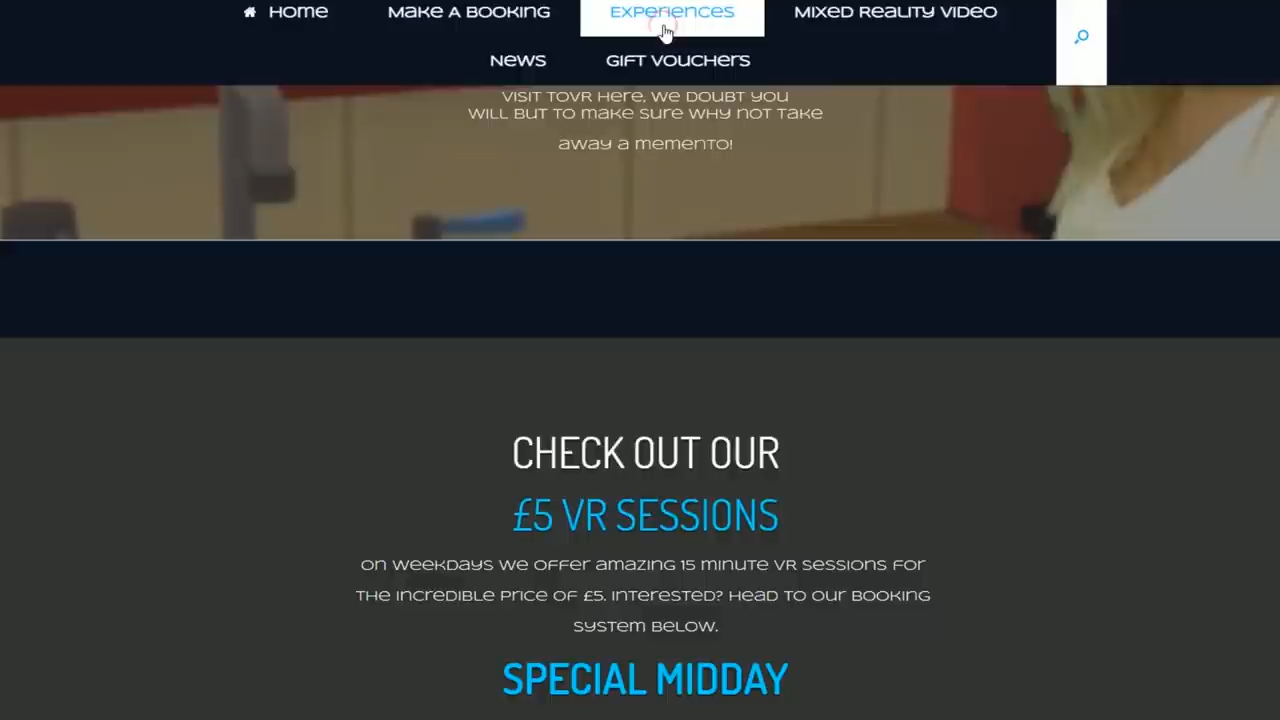 Home Make A Booking Experiences Mixed Reality Video
News Gift Vouchers
visit TOVR here, we doubt you
will but to make sure why not take
away a memento!
CHECK OUT OUR
£5 VR SESSIONS
On weekdays we offer amazing 15 minute VR sessions for
the incredible price of £5. Interested? Head to our booking
system below.
SPECIAL MIDDAY